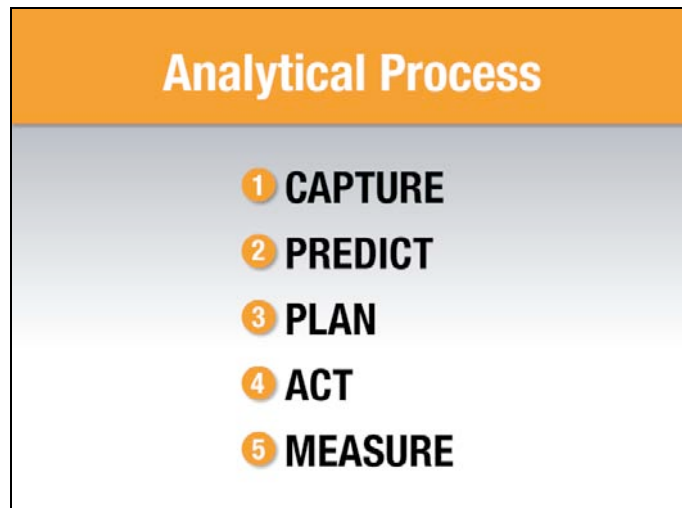 Analytical Process
1 CAPTURE
2 PREDICT
3 PLAN
4 ACT
5 MEASURE